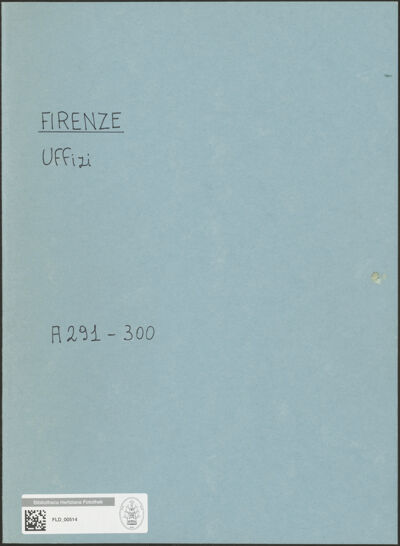 FIRENZE
Uffizi
A 291 - 300
Bibliotheca Hertziana Fotothek
FLD_00514